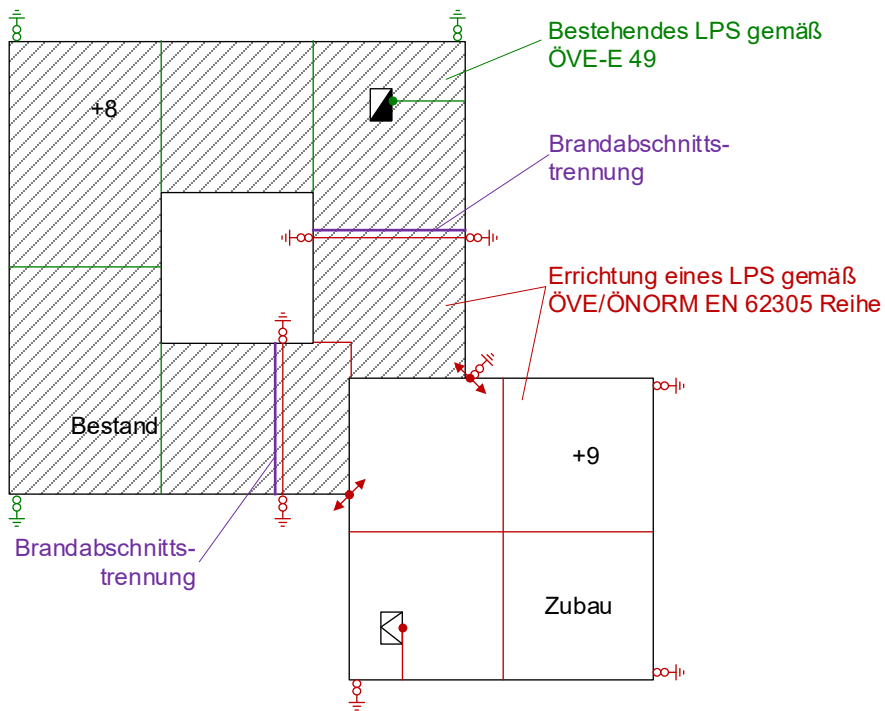 Bestehendes LPS gemäß
ÖVE-E 49
+8
Brandabschnitts-
trennung
Errichtung eines LPS gemäß
ÖVE/ÖNORM EN 62305 Reihe
Bestand
+9
Brandabschnitts-
trennung
Zubau